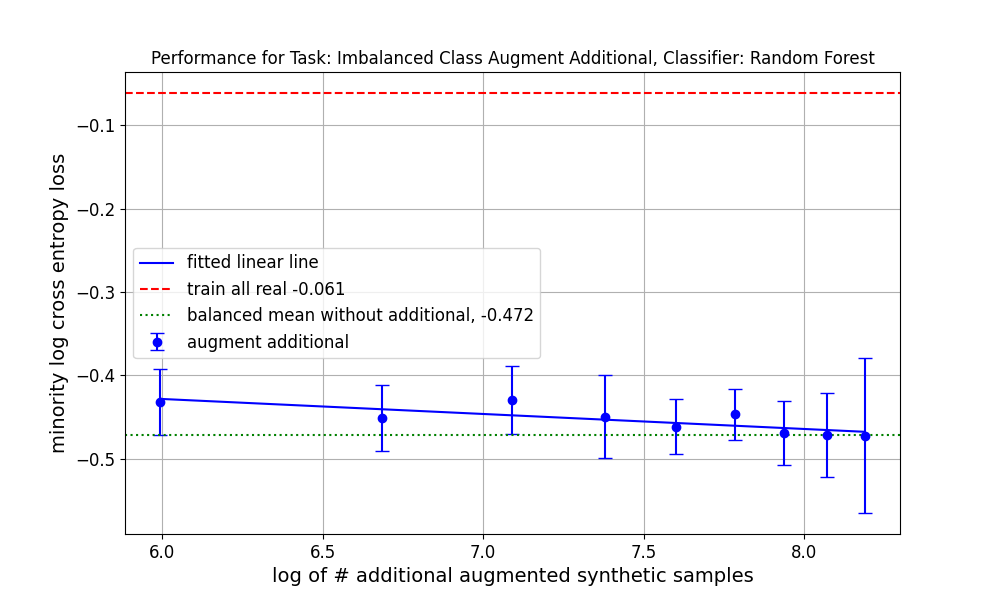 Performance for Task: Imbalanced Class Augment Additional, Classifier: Random Forest
minority log cross entropy loss
−0.1
−0.2
−0.3
−0.4
−0.5
fitted linear line
train all real -0.061
balanced mean without additional, -0.472
augment additional
6.0
6.5
7.0
7.5
8.0
log of # additional augmented synthetic samples